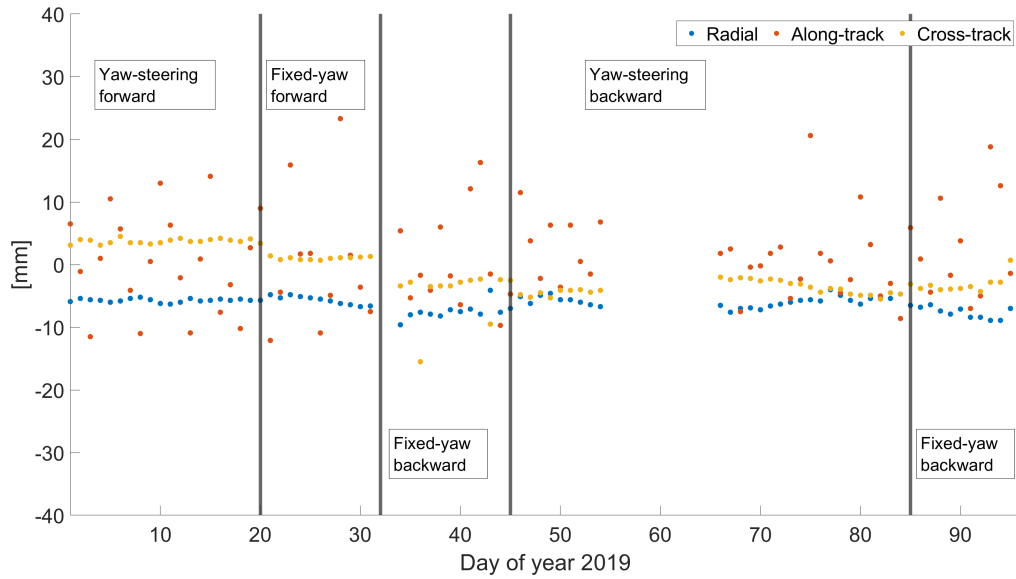 40
Radial Along-track Cross-track
30
Yaw-steering
forward
Fixed-yaw
forward
Yaw-steering
backward
20
10
0
[mm]
-10
-20
-30
Fixed-yaw
backward
Fixed-yaw
backward
-40
10 20 30 40 50 60 70 80 90
Day of year 2019